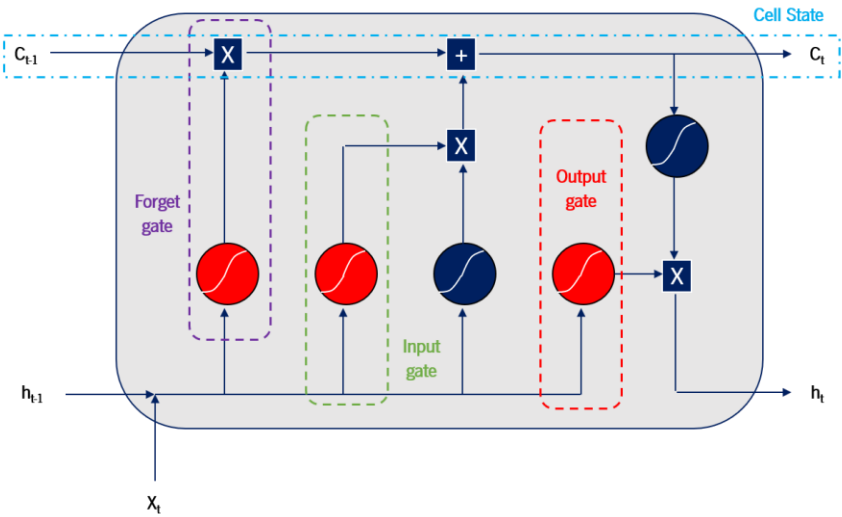 Cell State
Ct-1
X
+
Ct
X
Forget
gate
Output
gate
X
Input
gate
ht-1
ht
Xt